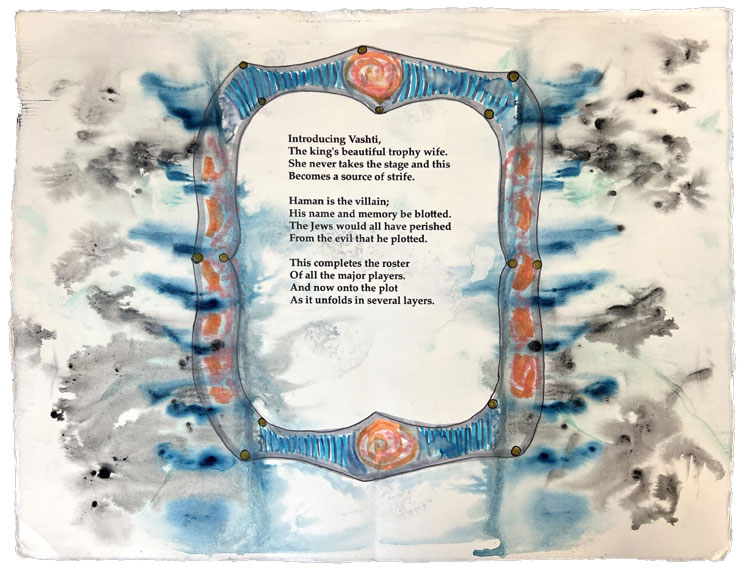 Introducing Vashti,
The king's beautiful trophy wife.
She never takes the stage and this
Becomes a source of strife.
Haman is the villain;
His name and memory be blotted.
The Jews would all have perished
From the evil that he plotted.
This completes the roster
Of all the major players.
And now onto the plot
As it unfolds in several layers.